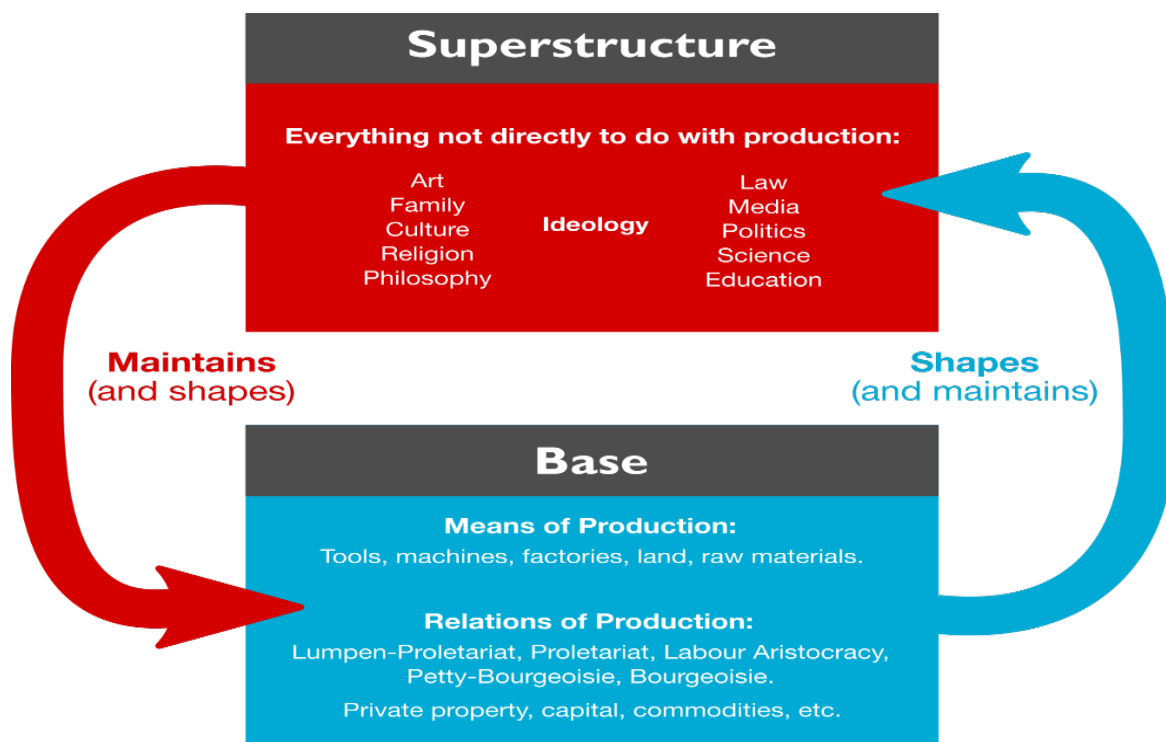 Superstructure
Everything not directly to do with production:
Art
Family
Culture
Religion
Philosophy
Ideology
Law
Media
Politics
Science
Education
Maintains
(and shapes)
Shapes
(and maintains)
Base
Means of Production:
Tools, machines, factories, land, raw materials.
Relations of Production:
Lumpen-Proletariat, Proletariat, Labour Aristocracy,
Petty-Bourgeoisie, Bourgeoisie.
Private property, capital, commodities, etc.